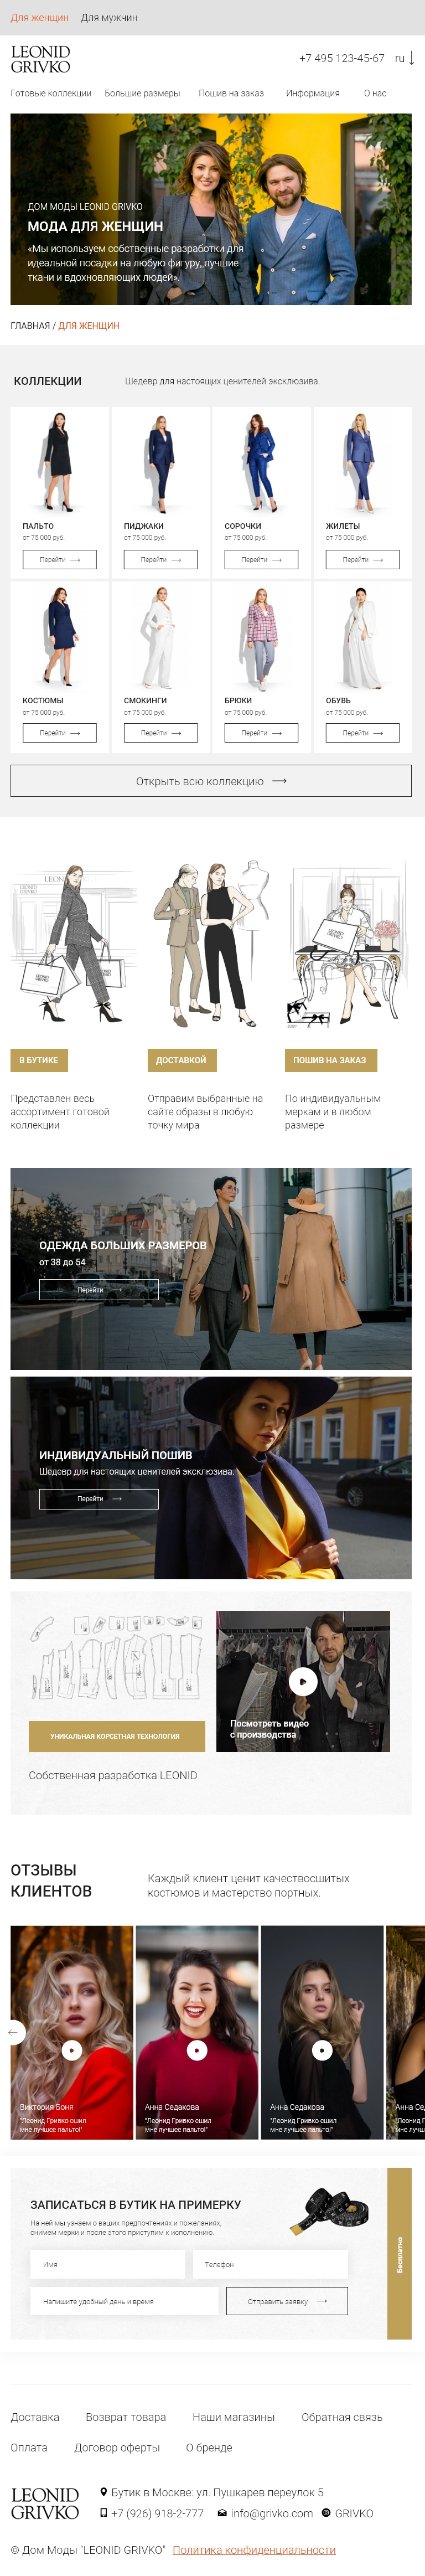 Для женщин Для мужчин
LEONID
GRIVKO
+7 495 123-45-67 ru
Готовые коллекции Большие размеры Пошив на заказ Информация О нас
ДОМ МОДЫ LEONID GRIVKO
МОДА ДЛЯ ЖЕНЩИН
«Мы используем собственные разработки для
идеальной посадки на любую фигуру, лучшие
ткани и вдохновляющих людей».
ГЛАВНАЯ / ДЛЯ ЖЕНЩИН
КОЛЛЕКЦИИ
Шедевр для настоящих ценителей эксклюзива.
ПАЛЬТО ПИДЖАКИ СОРОЧКИ ЖИЛЕТЫ
от 75 000 руб. от 75 000 руб. от 75 000 руб. от 75 000 руб.
Перейти Перейти Перейти Перейти
КОСТЮМЫ СМОКИНГИ БРЮКИ ОБУВЬ
от 75 000 руб. от 75 000 руб. от 75 000 руб. от 75 000 руб.
Перейти Перейти Перейти Перейти
Открыть всю коллекцию
LEONID
GRIVKO
В БУТИКЕ ДОСТАВКОЙ ПОШИВ НА ЗАКАЗ
Представлен весь
ассортимент готовой
коллекции
Отправим выбранные на
сайте образы в любую
точку мира
По индивидуальным
меркам и в любом
размере
ОДЕЖДА БОЛЬШИХ РАЗМЕРОВ
от 38 до 54
Перейти
ИНДИВИДУАЛЬНЫЙ ПОШИВ
Шедевр для настоящих ценителей эксклюзива.
Перейти
УНИКАЛЬНАЯ КОРСЕТНАЯ ТЕХНОЛОГИЯ
Собственная разработка LEONID
Посмотреть видео
с производства
ОТЗЫВЫ
КЛИЕНТОВ
Каждый клиент ценит качествосшитых
костюмов и мастерство портных.
Виктория Боня
"Леонид Гривко сшил
мне лучшее пальто!"
Анна Седакова
"Леонид Гривко сшил
мне лучшее пальто!"
Анна Седакова
"Леонид Гривко сшил
мне лучшее пальто!"
Анна Сед
"Леонид Г
мне лучш
ЗАПИСАТЬСЯ В БУТИК НА ПРИМЕРКУ
На ней мы узнаем о ваших предпочтениях и пожеланиях,
снимем мерки и после этого приступим к исполнению.
Имя Телефон
Напишите удобный день и время Отправить заявку
Бесплатно
Доставка Возврат товара Наши магазины Обратная связь
Оплата Договор оферты О бренде
LEONID
GRIVKO
Бутик в Москве: ул. Пушкарев переулок 5
+7 (926) 918-2-777 info@grivko.com GRIVKO
© Дом Моды "LEONID GRIVKO" Политика конфиденциальности